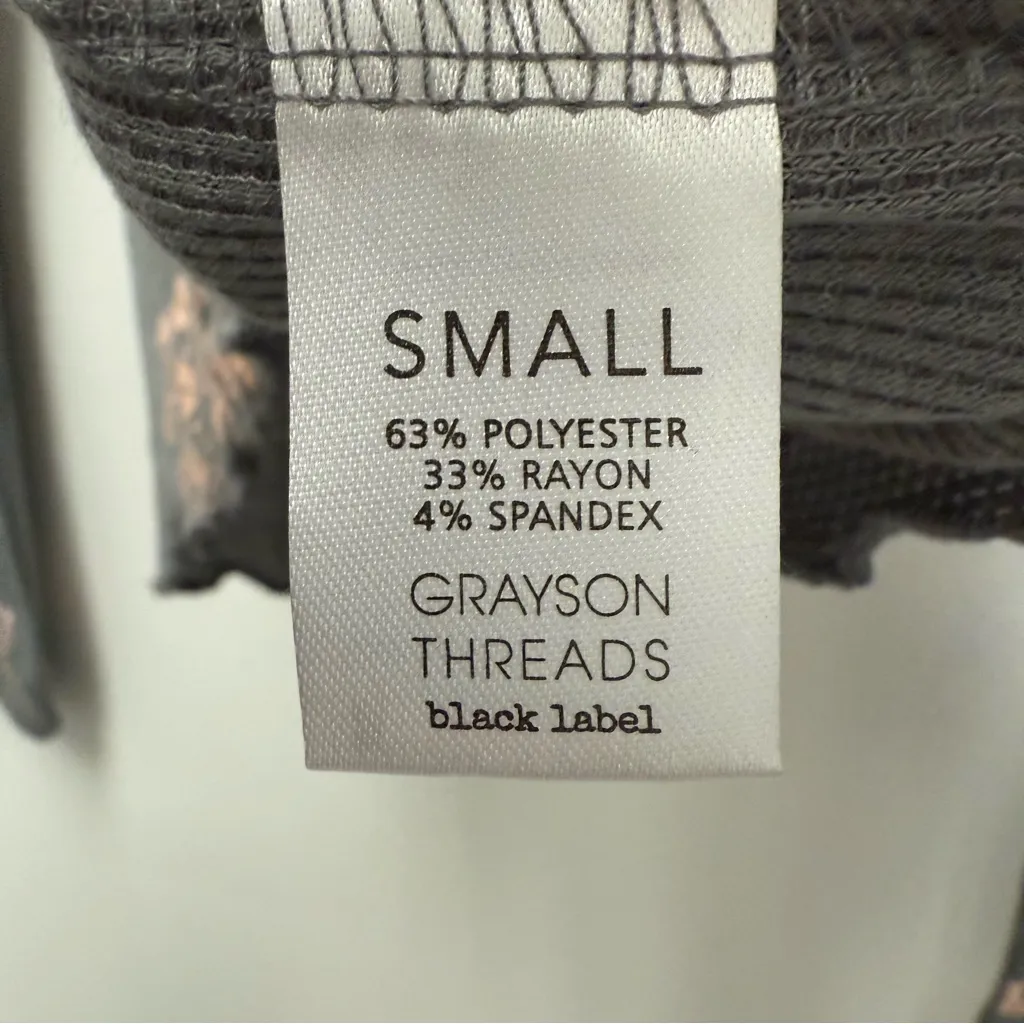 SMALL
63% POLYESTER
33% RAYON
4% SPANDEX
GRAYSON
THREADS
black label